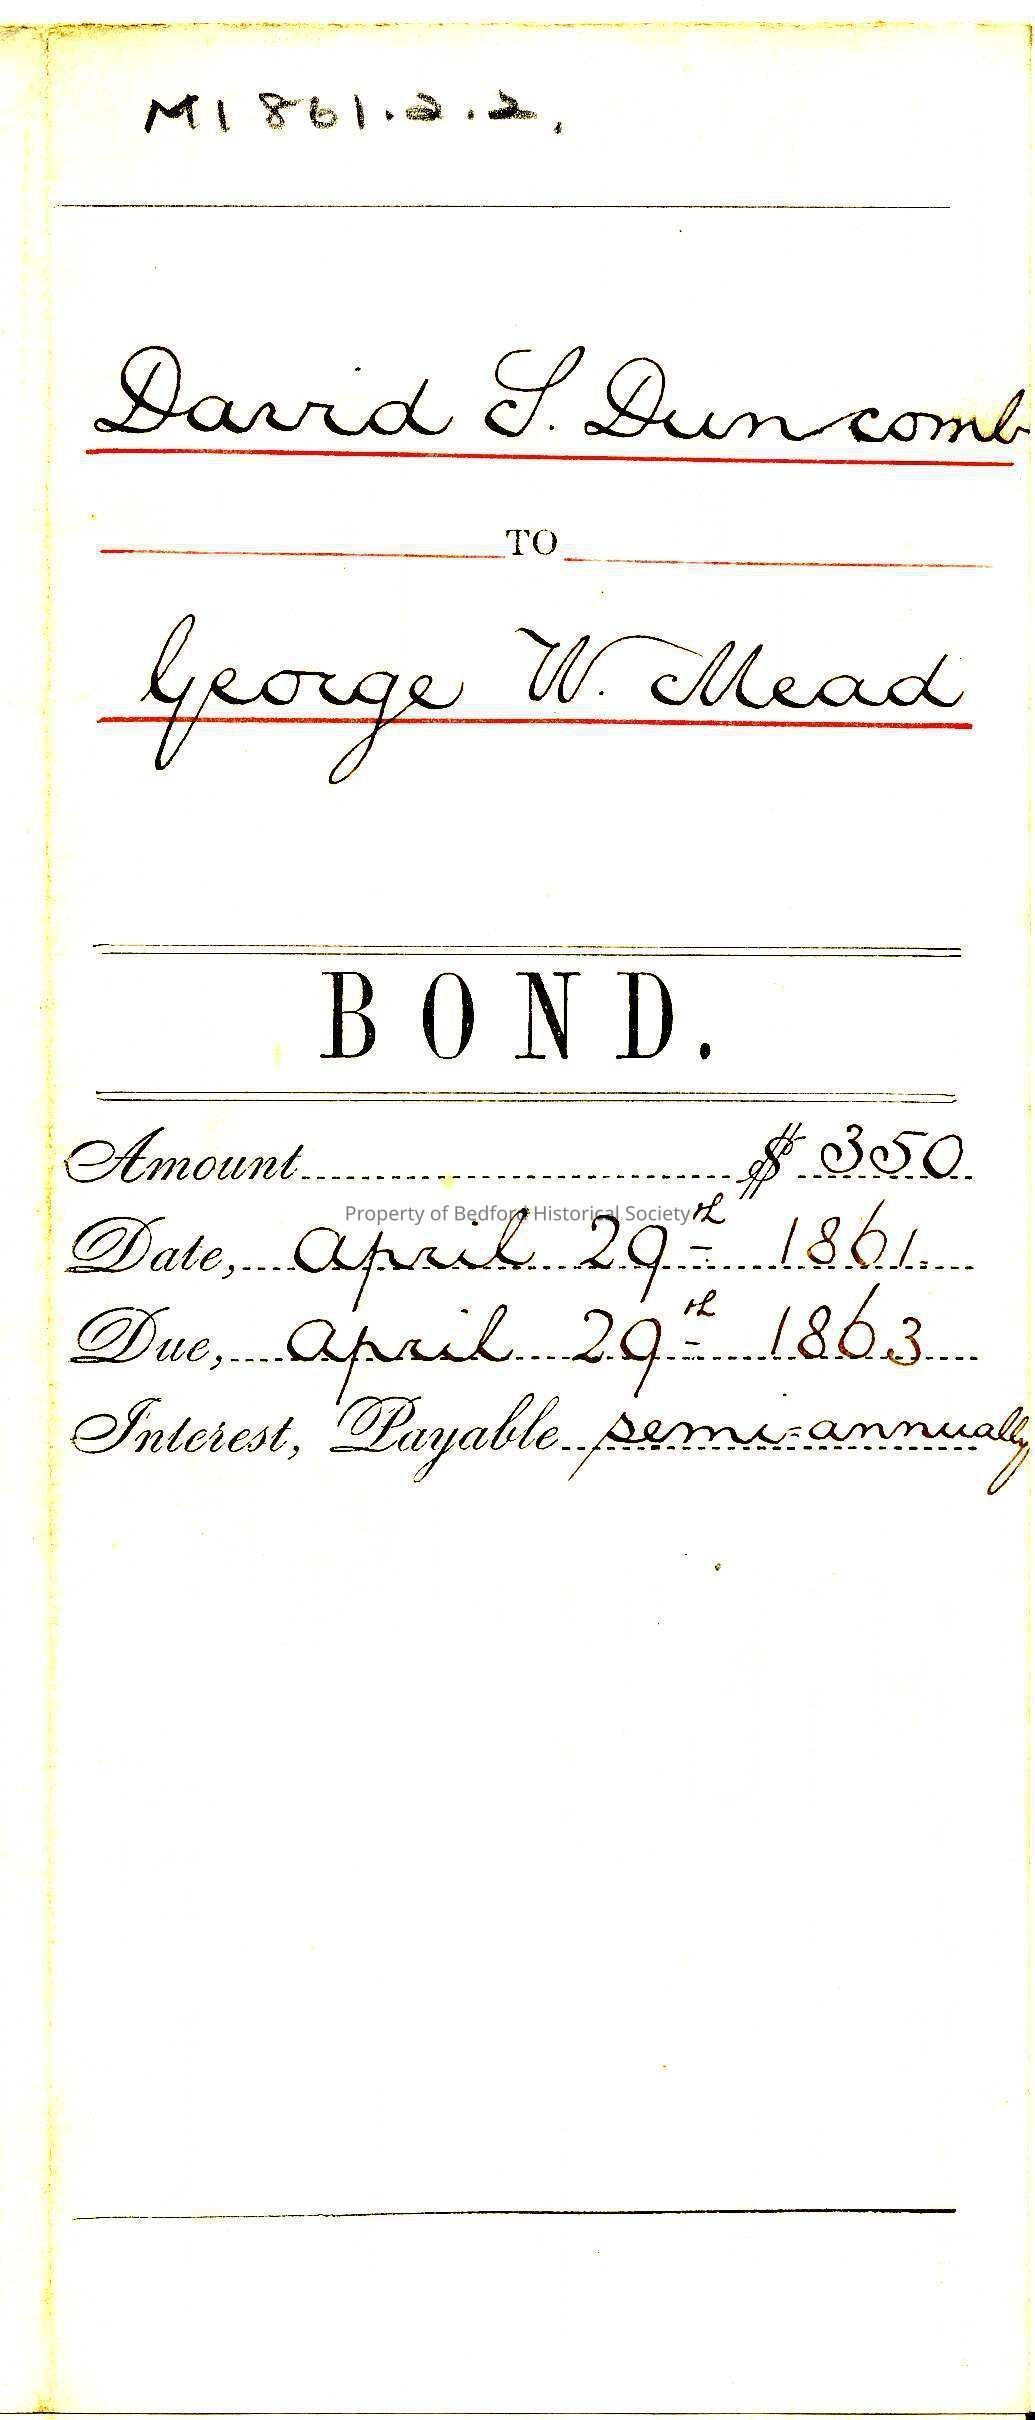 M1861.2.2.
David S. Duncomb
TO
George W. Mead
BOND.
Amount $ 350
Property of Bedford Historical Society
Date, April 29th 1861.
Due, April 29th 1863
Interest, Payable semi-annually